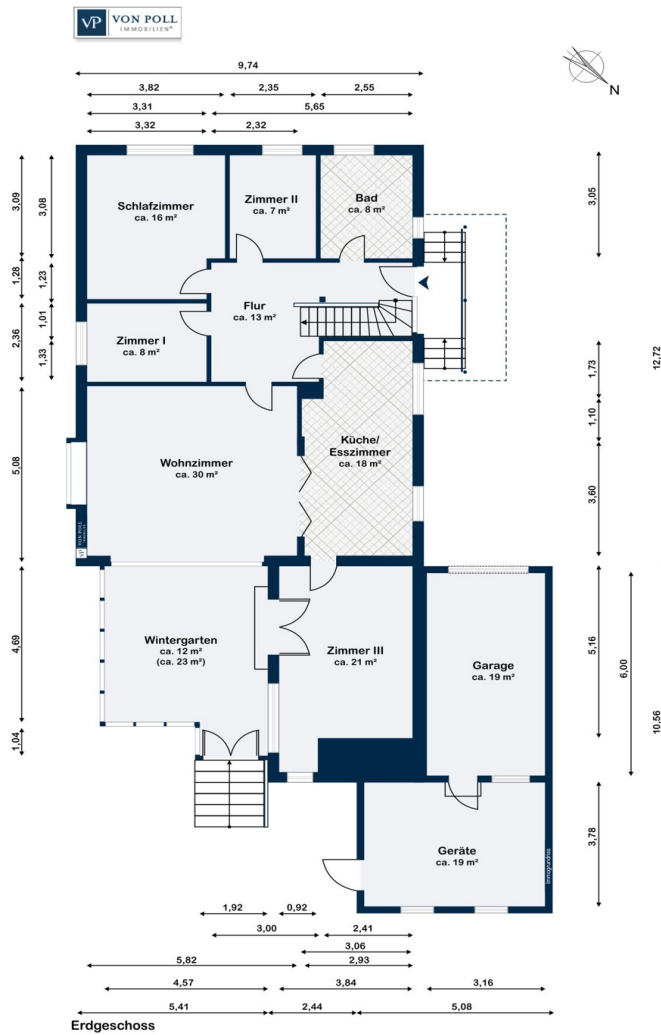 VP VON POLL
IMMOBILIEN®
N
9,74
3,82 2,35 2,55
3,31 5,65
3,32 2,32
3,09
3,08
3,05
Schlafzimmer
ca. 16 m²
Zimmer II
ca. 7 m²
Bad
ca. 8 m²
1,28
1,23
Flur
ca. 13 m²
2,36
1,01
1,33
Zimmer I
ca. 8 m²
1,73
12,72
1,10
5,08
Wohnzimmer
ca. 30 m²
Küche/
Esszimmer
ca. 18 m²
3,60
VP VON POLL
4,69
Wintergarten
ca. 12 m²
(ca. 23 m²)
Zimmer III
ca. 21 m²
Garage
ca. 19 m²
5,16
6,00
10,56
1,04
Geräte
ca. 19 m²
3,78
immogrundriss
1,92 0,92
3,00 2,41
3,06
5,82 2,93
4,57 3,84 3,16
5,41 2,44 5,08
Erdgeschoss